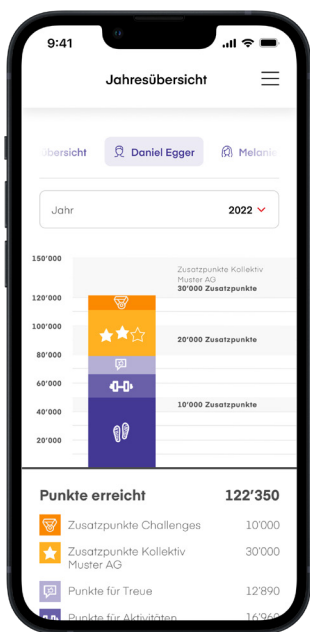 9:41
Jahresübersicht
übersicht
Daniel Egger
Melanie
Jahr
2022
150'000
Zusatzpunkte Kollektiv
Muster AG
30'000 Zusatzpunkte
120'000
100'000
20'000 Zusatzpunkte
80'000
60'000
10'000 Zusatzpunkte
40'000
20'000
Punkte erreicht 122'350
Zusatzpunkte Challenges 10'000
Zusatzpunkte Kollektiv 30'000
Muster AG
Punkte für Treue 12'890
Punkte für Aktivitäten 16'960